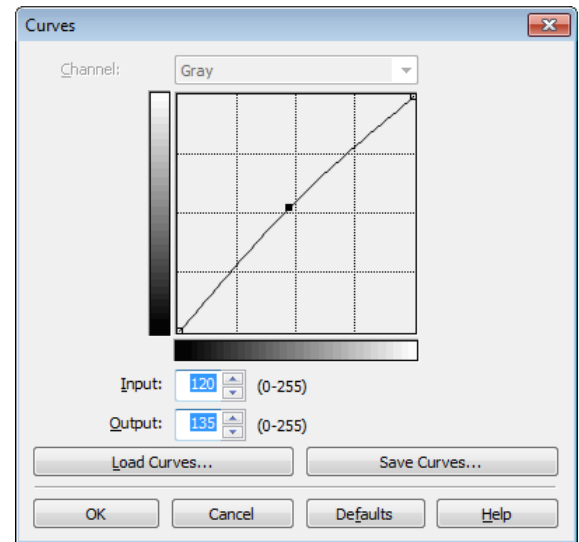 Curves
Channel: Gray
Input: 120 (0-255)
Output: 135 (0-255)
Load Curves... Save Curves...
OK Cancel Defaults Help